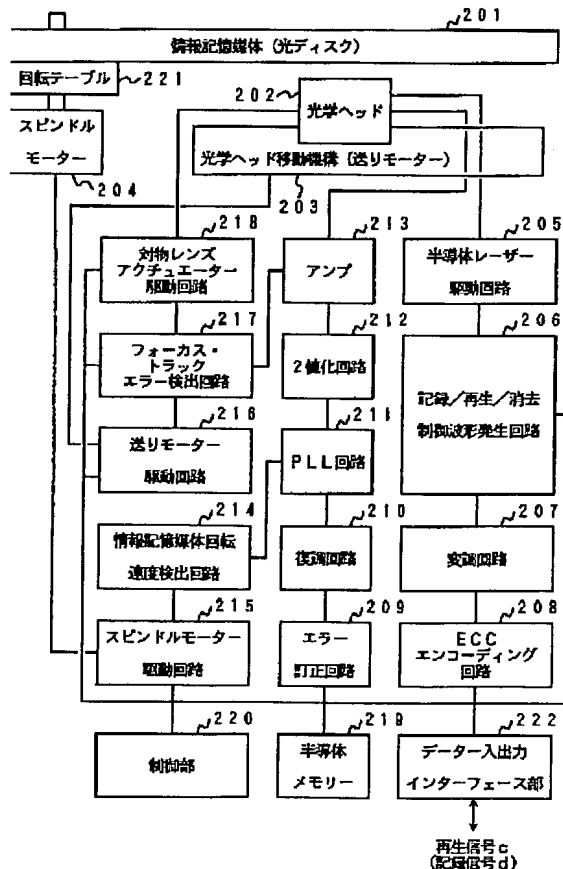 201
情報記憶媒体(光ディスク)
回転テーブル
221
202
光学ヘッド
スピンドル
モーター
204
光学ヘッド移動機構(送りモーター)
203
218
対物レンズ
アクチュエーター
駆動回路
213
アンプ
205
半導体レーザー
駆動回路
217
フォーカス・
トラック
エラー検出回路
212
2値化回路
206
記録/再生/消去
制御波形発生回路
216
送りモーター
駆動回路
211
PLL回路
214
情報記憶媒体回転
速度検出回路
210
復調回路
207
変調回路
215
スピンドルモーター
駆動回路
209
エラー
訂正回路
208
ECC
エンコーディング
回路
220
制御部
219
半導体
メモリー
222
データー入出力
インターフェース部
再生信号c
(記録信号d)